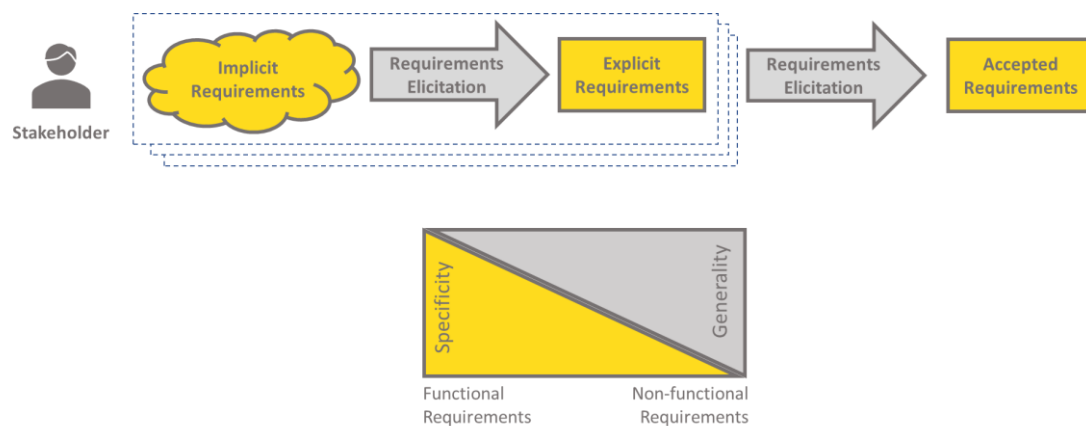 Implicit
Requirements
Requirements
Elicitation
Explicit
Requirements
Requirements
Elicitation
Accepted
Requirements
Stakeholder
Specificity
Generality
Functional
Requirements
Non-functional
Requirements